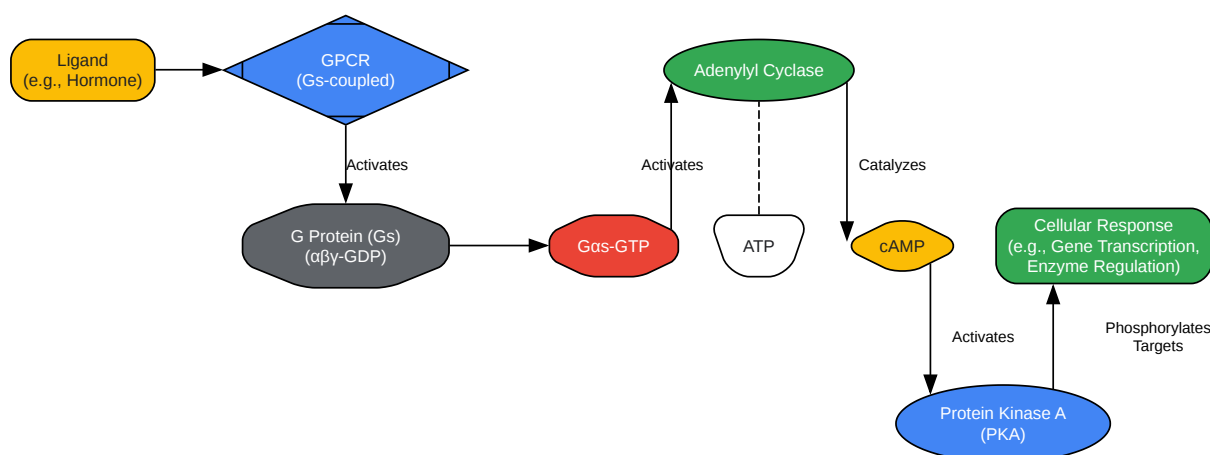 Ligand
(e.g., Hormone)
GPCR
(Gs-coupled)
Activates
G Protein (Gs)
(αβγ-GDP)
Gαs-GTP
Activates
Adenylyl Cyclase
ATP
Catalyzes
cAMP
Activates
Protein Kinase A
(PKA)
Phosphorylates
Targets
Cellular Response
(e.g., Gene Transcription,
Enzyme Regulation)